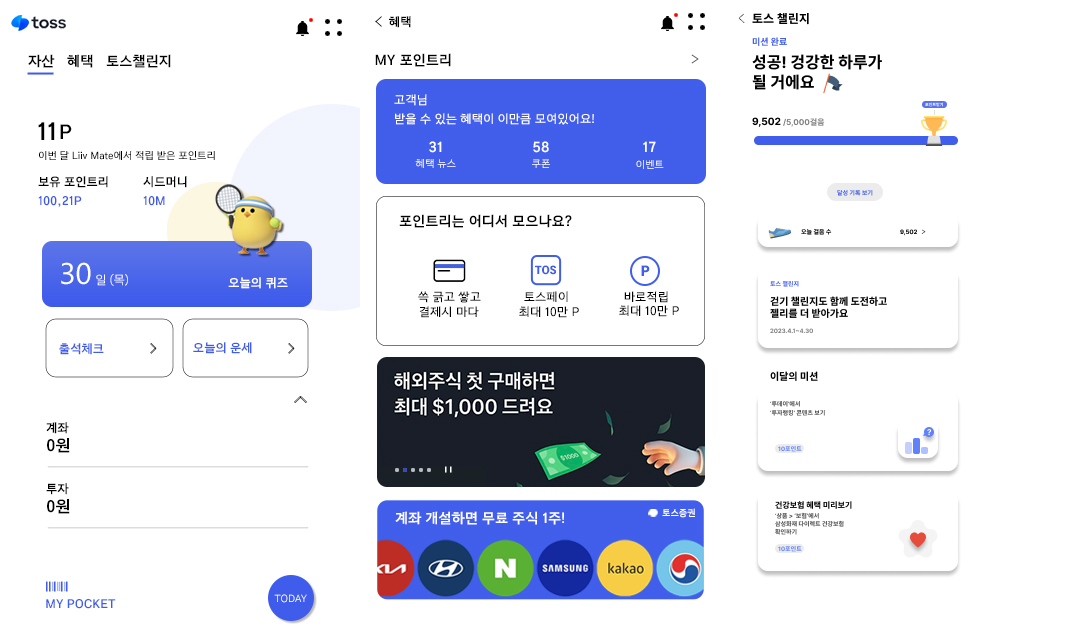 toss
자산 혜택 토스챌린지
11P
이번 달 Liiv Mate에서 적립 받은 포인트리
보유 포인트리 시드머니
100,21P 10M
30 일 (목) 오늘의 퀴즈
출석체크 오늘의 운세
계좌
0원
투자
0원
MY POCKET
TODAY
혜택
MY 포인트리
고객님
받을 수 있는 혜택이 이만큼 모여있어요!
31 58 17
혜택 뉴스 쿠폰 이벤트
포인트리는 어디서 모으나요?
TOS P
쓱 긁고 쌓고 토스페이 바로적립
결제시 마다 최대 10만 P 최대 10만 P
해외주식 첫 구매하면
최대 $1,000 드려요
$1000
계좌 개설하면 무료 주식 1주!
토스증권
KIA N SAMSUNG kakao
토스 챌린지
미션 완료
성공! 겅강한 하루가
될 거에요
포인트받기
9,502 /5,000걸음
달성 기록 보기
오늘 걸음 수 9,502
토스 챌린지
걷기 챌린지도 함께 도전하고
젤리를 더 받아가요
2023.4.1~4.30
이달의 미션
'투데이'에서
'투자랭킹' 콘텐츠 보기
?
10포인트
건강보험 혜택 미리보기
'상품 > '보험'에서
삼성화재 다이렉트 건강보험
확인하기
10포인트